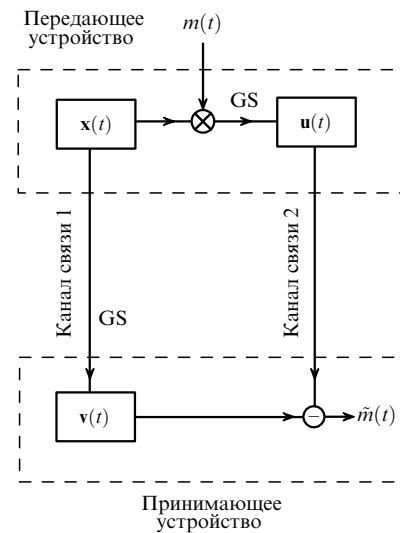 Передающее
устройство
m(t)
x(t)
GS
u(t)
Канал связи 1
GS
Канал связи 2
v(t)
−
m̃(t)
Принимающее
устройство